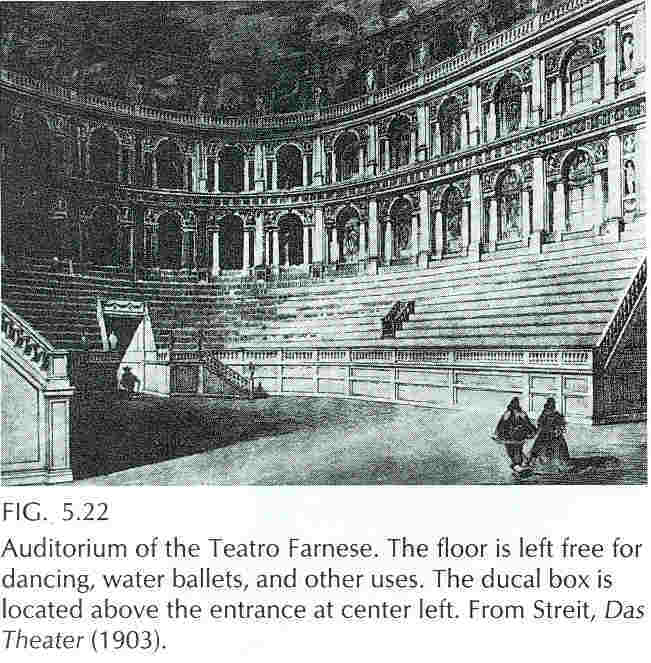 FIG. 5.22
Auditorium of the Teatro Farnese. The floor is left free for
dancing, water ballets, and other uses. The ducal box is
located above the entrance at center left. From Streit, Das
Theater (1903).